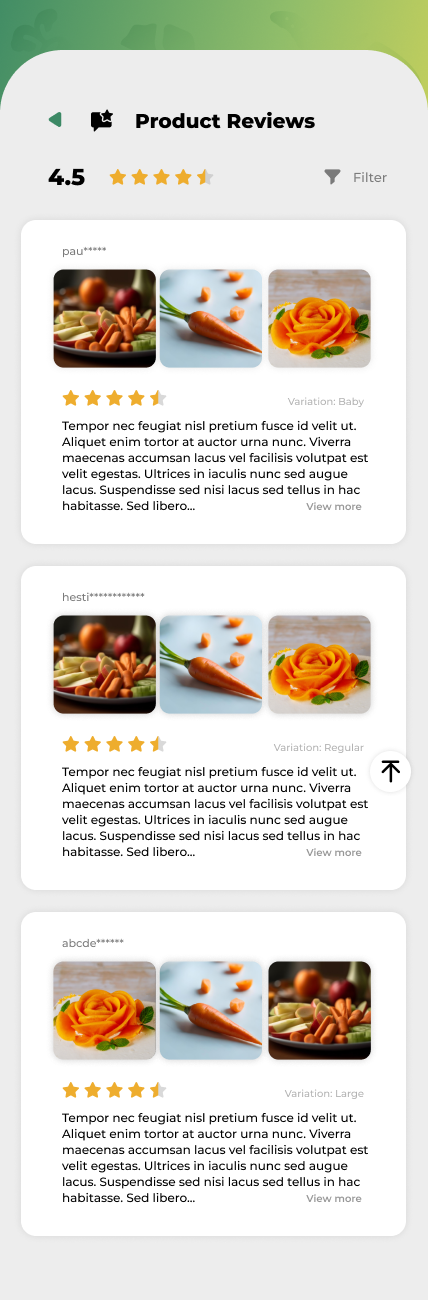 Product Reviews
4.5
Filter
pau*****
Variation: Baby
Tempor nec feugiat nisl pretium fusce id velit ut.
Aliquet enim tortor at auctor urna nunc. Viverra
maecenas accumsan lacus vel facilisis volutpat est
velit egestas. Ultrices in iaculis nunc sed augue
lacus. Suspendisse sed nisi lacus sed tellus in hac
habitasse. Sed libero...
View more
hesti************
Variation: Regular
Tempor nec feugiat nisl pretium fusce id velit ut.
Aliquet enim tortor at auctor urna nunc. Viverra
maecenas accumsan lacus vel facilisis volutpat est
velit egestas. Ultrices in iaculis nunc sed augue
lacus. Suspendisse sed nisi lacus sed tellus in hac
habitasse. Sed libero...
View more
abcde******
Variation: Large
Tempor nec feugiat nisl pretium fusce id velit ut.
Aliquet enim tortor at auctor urna nunc. Viverra
maecenas accumsan lacus vel facilisis volutpat est
velit egestas. Ultrices in iaculis nunc sed augue
lacus. Suspendisse sed nisi lacus sed tellus in hac
habitasse. Sed libero...
View more